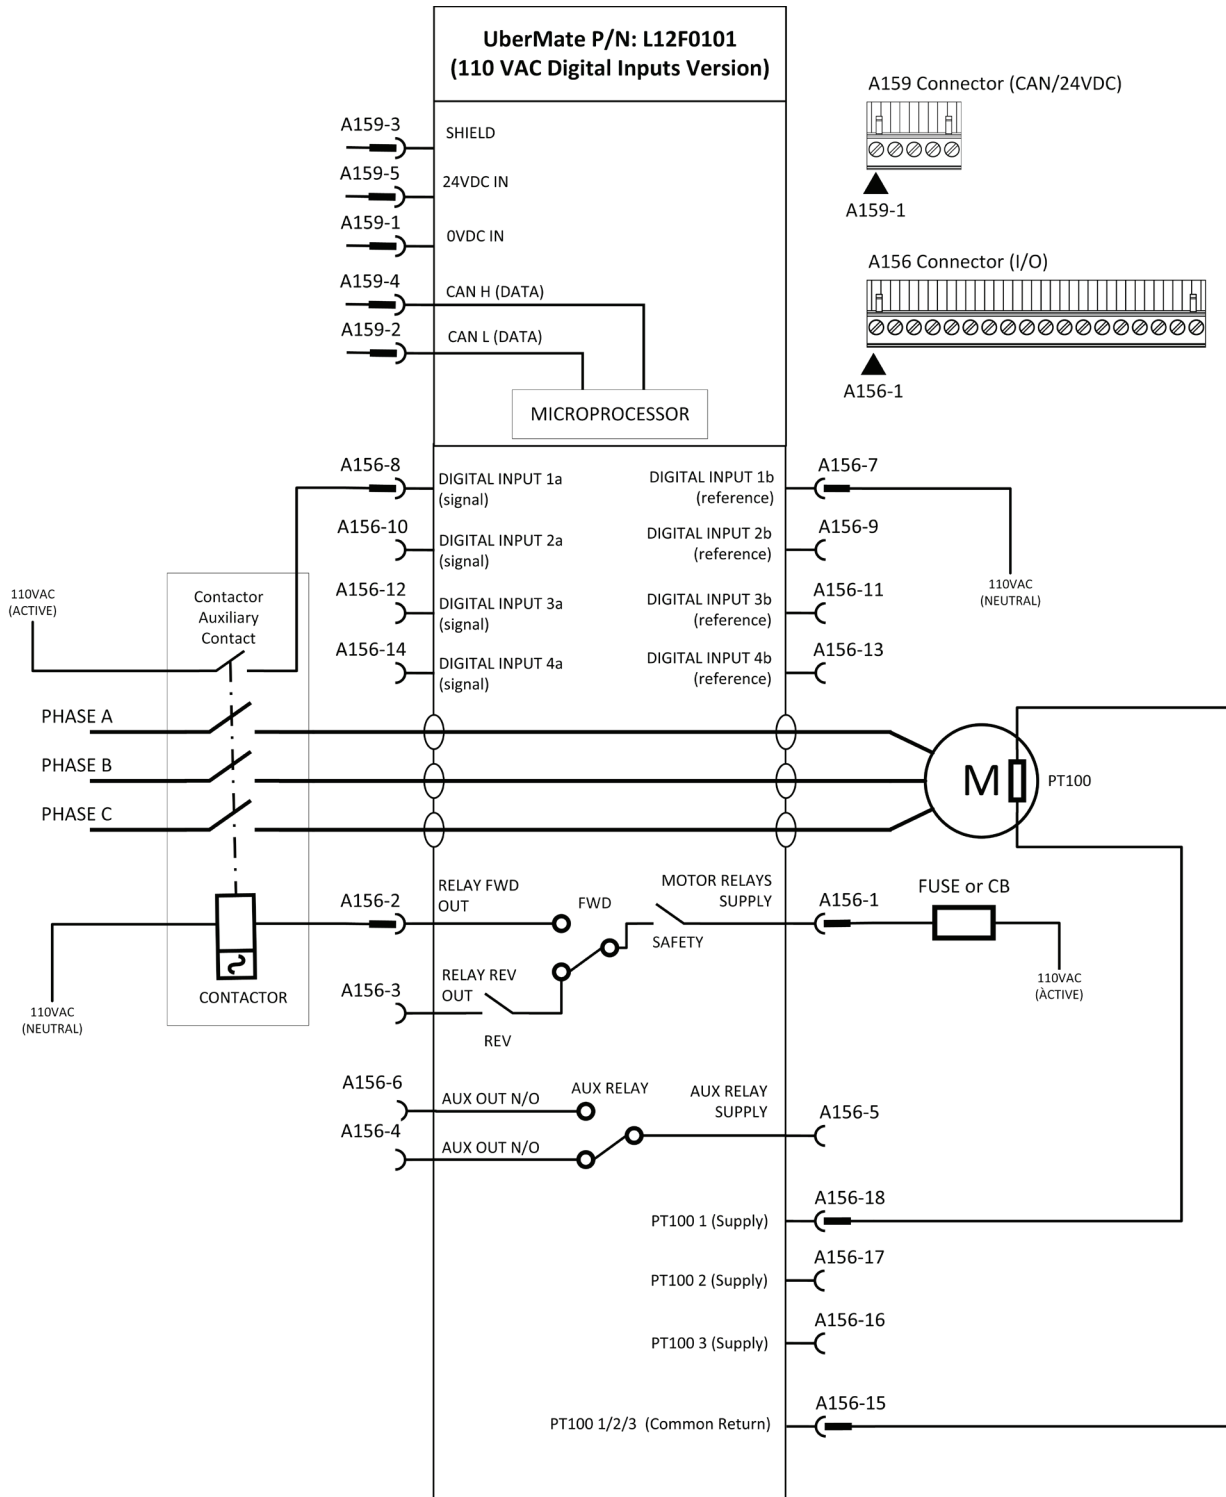 UberMate P/N: L12F0101
(110 VAC Digital Inputs Version)
A159 Connector (CAN/24VDC)
A159-1
A156 Connector (I/O)
A156-1
A159-3
SHIELD
A159-5
24VDC IN
A159-1
0VDC IN
A159-4
CAN H (DATA)
A159-2
CAN L (DATA)
MICROPROCESSOR
A156-8
DIGITAL INPUT 1a
(signal)
DIGITAL INPUT 1b
(reference)
A156-7
A156-10
DIGITAL INPUT 2a
(signal)
DIGITAL INPUT 2b
(reference)
A156-9
A156-12
DIGITAL INPUT 3a
(signal)
DIGITAL INPUT 3b
(reference)
A156-11
A156-14
DIGITAL INPUT 4a
(signal)
DIGITAL INPUT 4b
(reference)
A156-13
110VAC
(NEUTRAL)
110VAC
(ACTIVE)
Contactor
Auxiliary
Contact
PHASE A
PHASE B
PHASE C
M
PT100
A156-2
RELAY FWD
OUT
FWD
MOTOR RELAYS
SUPPLY
SAFETY
A156-1
FUSE or CB
110VAC
(ÀCTIVE)
CONTACTOR
110VAC
(NEUTRAL)
A156-3
RELAY REV
OUT
REV
A156-6
AUX OUT N/O
AUX RELAY
AUX RELAY
SUPPLY
A156-5
A156-4
AUX OUT N/O
PT100 1 (Supply)
A156-18
PT100 2 (Supply)
A156-17
PT100 3 (Supply)
A156-16
PT100 1/2/3 (Common Return)
A156-15